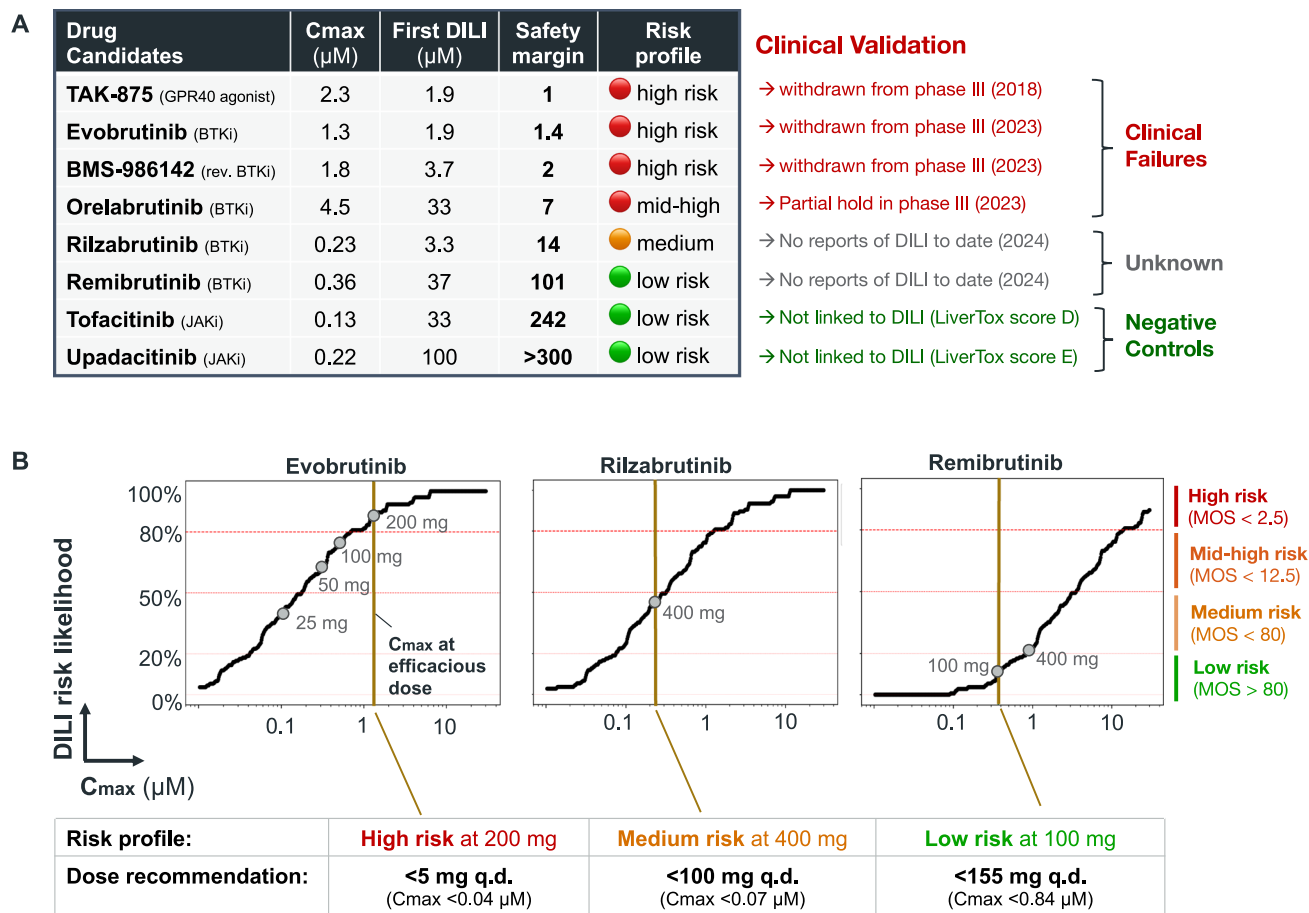 A
Drug Candidates | Cmax (µM) | First DILI (µM) | Safety margin | Risk profile
Clinical Validation
TAK-875 (GPR40 agonist) 2.3 1.9 1 high risk → withdrawn from phase III (2018)
Evobrutinib (BTKi) 1.3 1.9 1.4 high risk → withdrawn from phase III (2023)
BMS-986142 (rev. BTKi) 1.8 3.7 2 high risk → withdrawn from phase III (2023)
Orelabrutinib (BTKi) 4.5 33 7 mid-high → Partial hold in phase III (2023)
Clinical Failures
Rilzabrutinib (BTKi) 0.23 3.3 14 medium → No reports of DILI to date (2024)
Remibrutinib (BTKi) 0.36 37 101 low risk → No reports of DILI to date (2024)
Unknown
Tofacitinib (JAKi) 0.13 33 242 low risk → Not linked to DILI (LiverTox score D)
Upadacitinib (JAKi) 0.22 100 >300 low risk → Not linked to DILI (LiverTox score E)
Negative Controls
B
DILI risk likelihood
Cmax (µM)
100%
80%
50%
20%
0%
Evobrutinib
200 mg
100 mg
50 mg
25 mg
Cmax at
efficacious
dose
0.1 1 10
Rilzabrutinib
400 mg
0.1 1 10
Remibrutinib
100 mg
400 mg
0.1 1 10
High risk
(MOS < 2.5)
Mid-high risk
(MOS < 12.5)
Medium risk
(MOS < 80)
Low risk
(MOS > 80)
Risk profile: High risk at 200 mg Medium risk at 400 mg Low risk at 100 mg
Dose recommendation: <5 mg q.d. <100 mg q.d. <155 mg q.d.
(Cmax <0.04 µM) (Cmax <0.07 µM) (Cmax <0.84 µM)